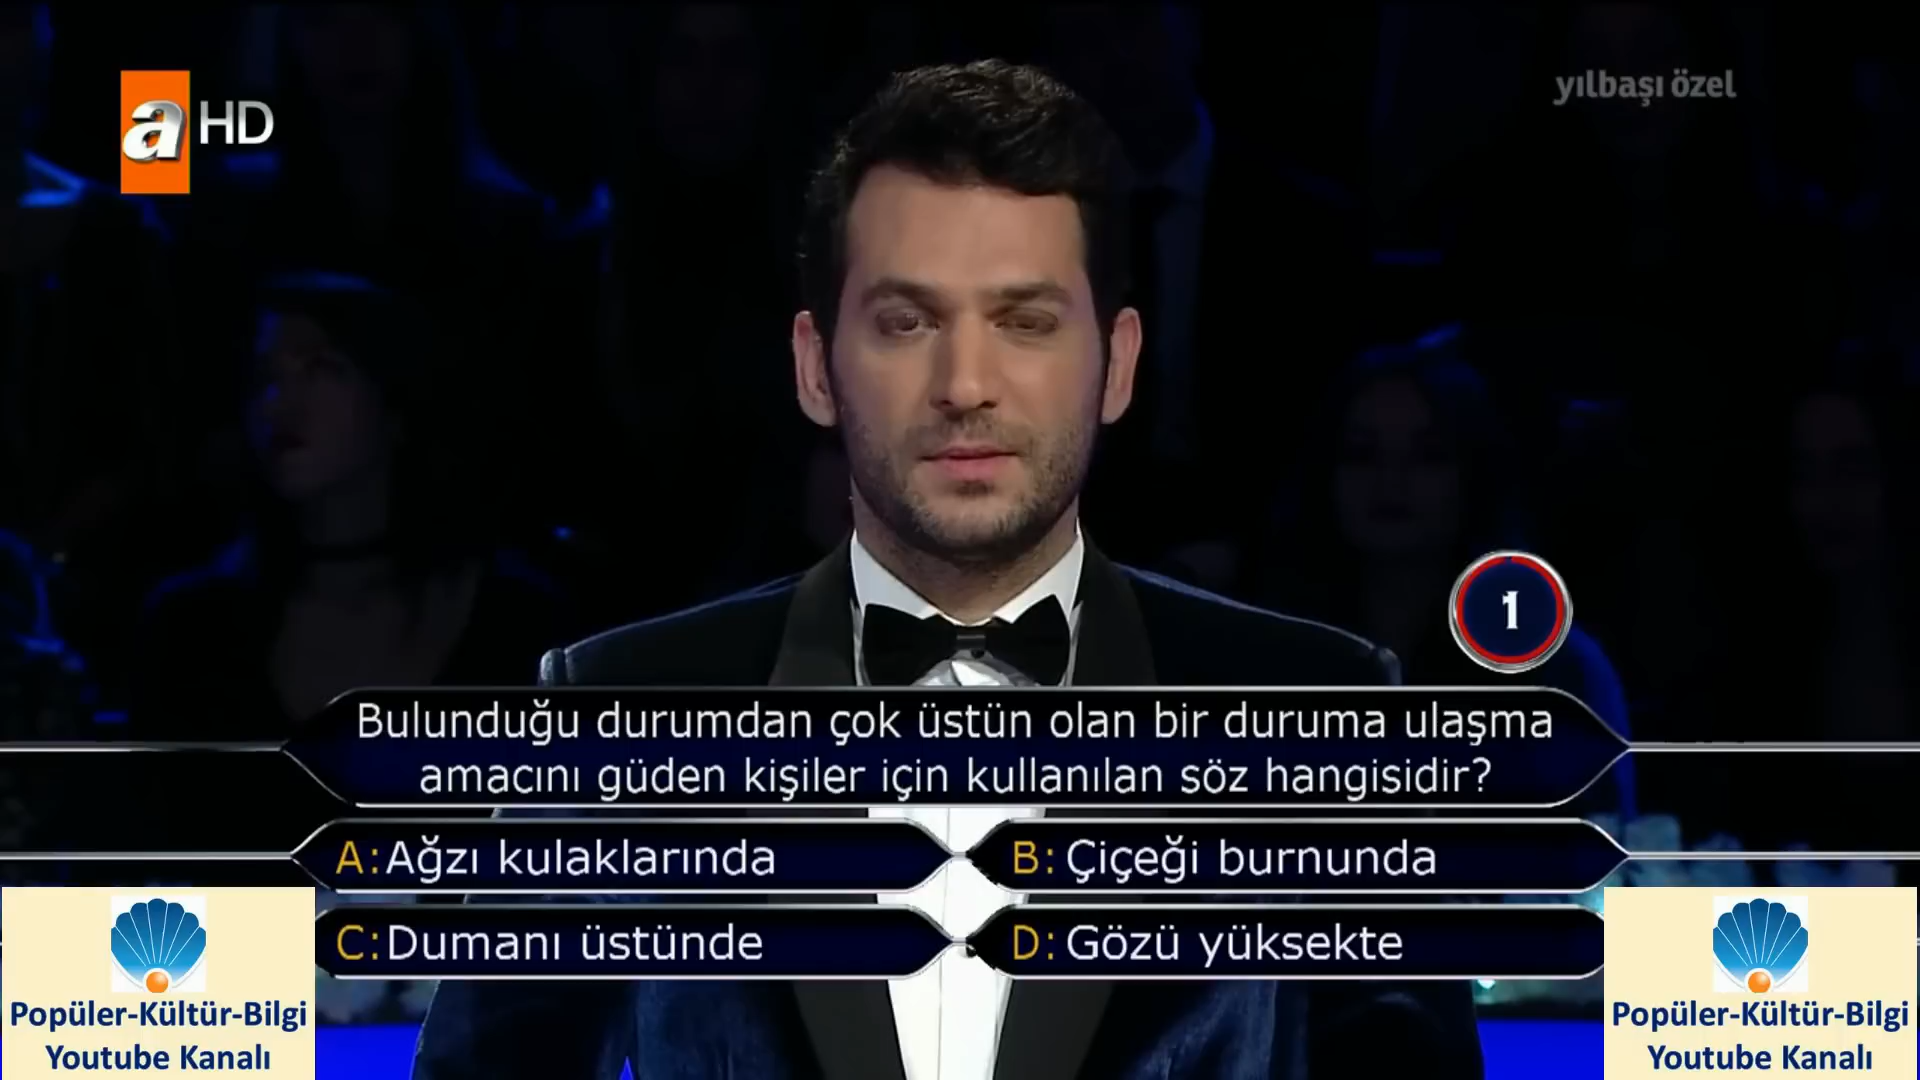 a HD
yılbaşı özel
1
Bulunduğu durumdan çok üstün olan bir duruma ulaşma
amacını güden kişiler için kullanılan söz hangisidir?
A: Ağzı kulaklarında
B: Çiçeği burnunda
C: Dumanı üstünde
D: Gözü yüksekte
Popüler-Kültür-Bilgi
Youtube Kanalı
Popüler-Kültür-Bilgi
Youtube Kanalı